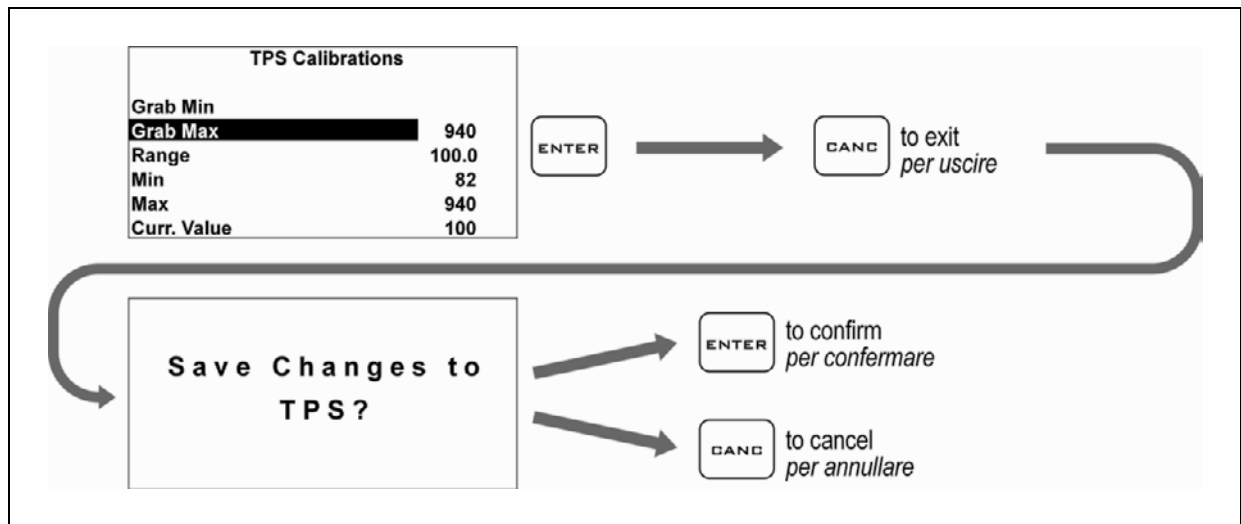 TPS Calibrations
Grab Min
Grab Max 940
Range 100.0
Min 82
Max 940
Curr. Value 100
ENTER
CANC
to exit
per uscire
Save Changes to
TPS?
ENTER
to confirm
per confermare
CANC
to cancel
per annullare